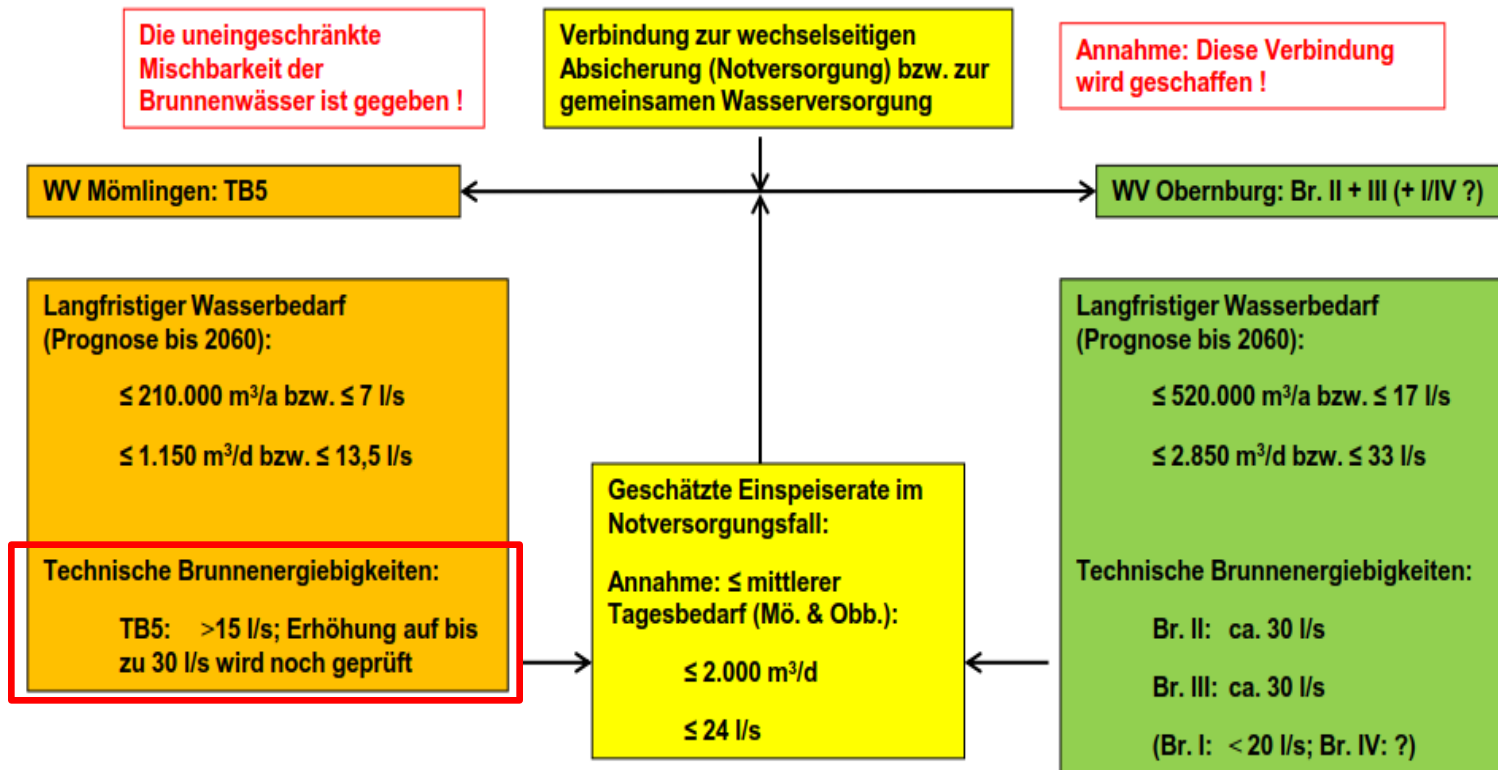 Die uneingeschränkte
Mischbarkeit der
Brunnenwässer ist gegeben !
Verbindung zur wechselseitigen
Absicherung (Notversorgung) bzw. zur
gemeinsamen Wasserversorgung
Annahme: Diese Verbindung
wird geschaffen !
WV Mömlingen: TB5
WV Obernburg: Br. II + III (+ I/IV ?)
Langfristiger Wasserbedarf
(Prognose bis 2060):
≤ 210.000 m³/a bzw. ≤ 7 l/s
≤ 1.150 m³/d bzw. ≤ 13,5 l/s
Technische Brunnenergiebigkeiten:
TB5: >15 l/s; Erhöhung auf bis
zu 30 l/s wird noch geprüft
Geschätzte Einspeiserate im
Notversorgungsfall:
Annahme: ≤ mittlerer
Tagesbedarf (Mö. & Obb.):
≤ 2.000 m³/d
≤ 24 l/s
Langfristiger Wasserbedarf
(Prognose bis 2060):
≤ 520.000 m³/a bzw. ≤ 17 l/s
≤ 2.850 m³/d bzw. ≤ 33 l/s
Technische Brunnenergiebigkeiten:
Br. II: ca. 30 l/s
Br. III: ca. 30 l/s
(Br. I: < 20 l/s; Br. IV: ?)